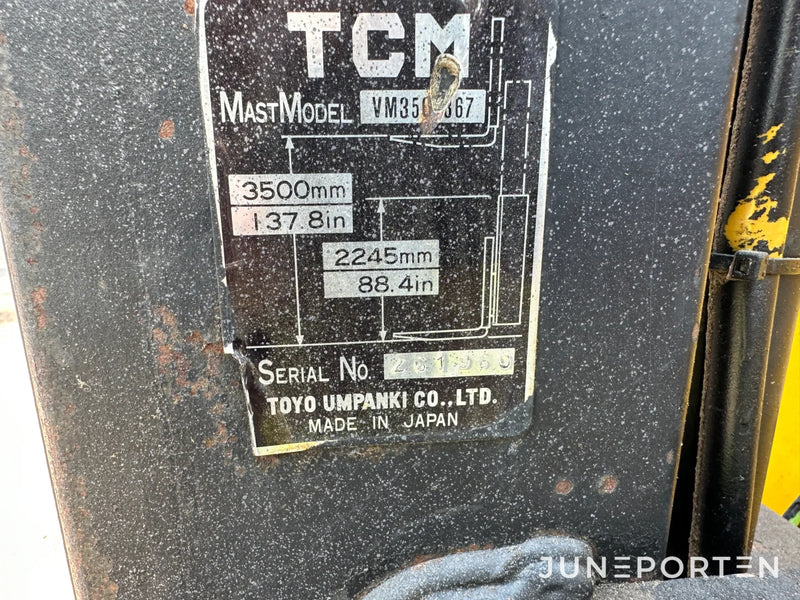 TCM
MAST MODEL
3500mm
137.8in
2245mm
88.4in
SERIAL No.
TOYO UMPANKI CO.,LTD.
MADE IN JAPAN
JUNEPORTEN